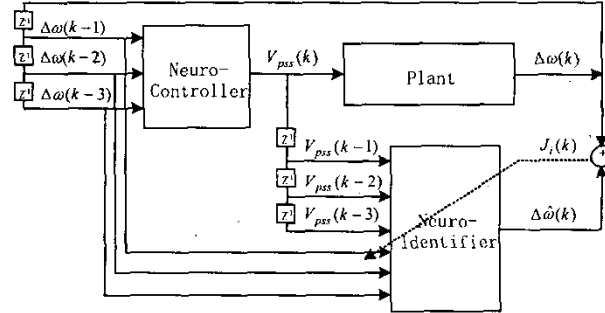 Z⁻¹ Δω(k−1)
Z⁻¹ Δω(k−2)
Z⁻¹ Δω(k−3)
Neuro-
Controller
V_pss(k)
Plant
Δω(k)
Z⁻¹ V_pss(k−1)
Z⁻¹ V_pss(k−2)
Z⁻¹ V_pss(k−3)
Neuro-
Identifier
J_i(k)
+
Δω̂(k)